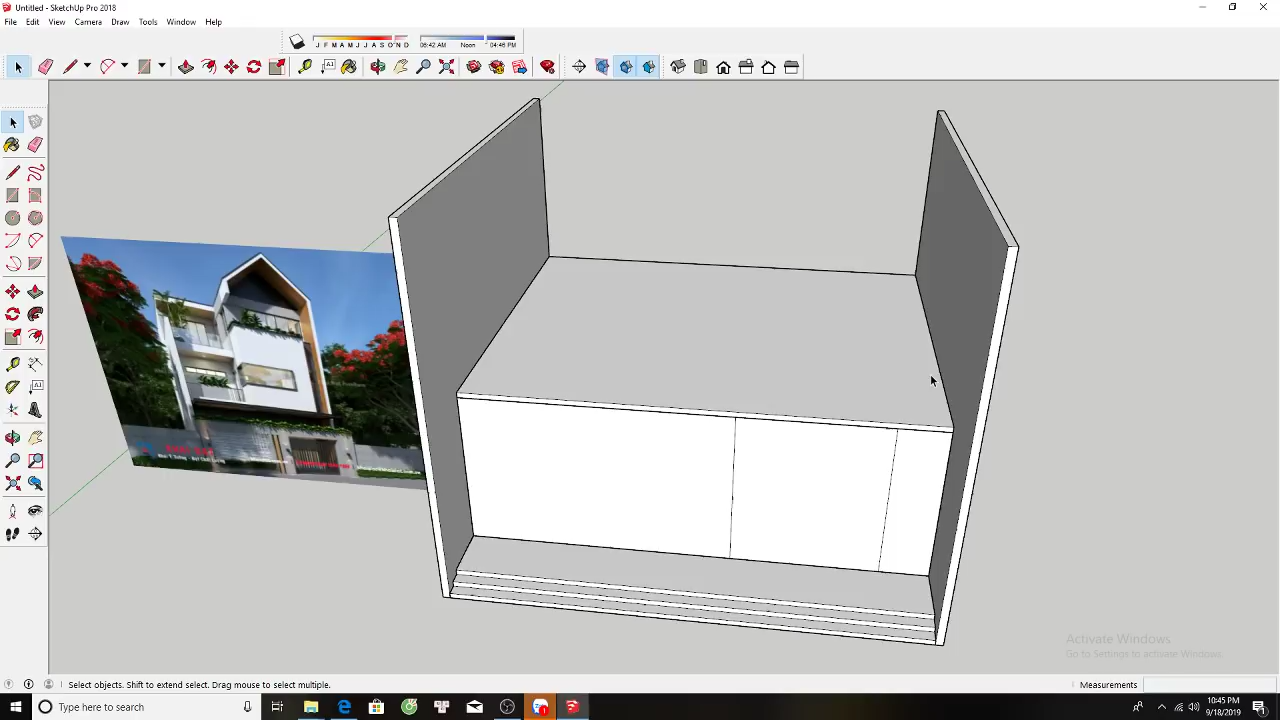 Untitled - SketchUp Pro 2018
File Edit View Camera Draw Tools Window Help
J F M A M J J A S O N D
06:42 AM Noon 04:46 PM
Activate Windows
Go to Settings to activate Windows.
Select objects. Shift to extend select. Drag mouse to select multiple.
Measurements
Type here to search
10:45 PM
9/18/2019